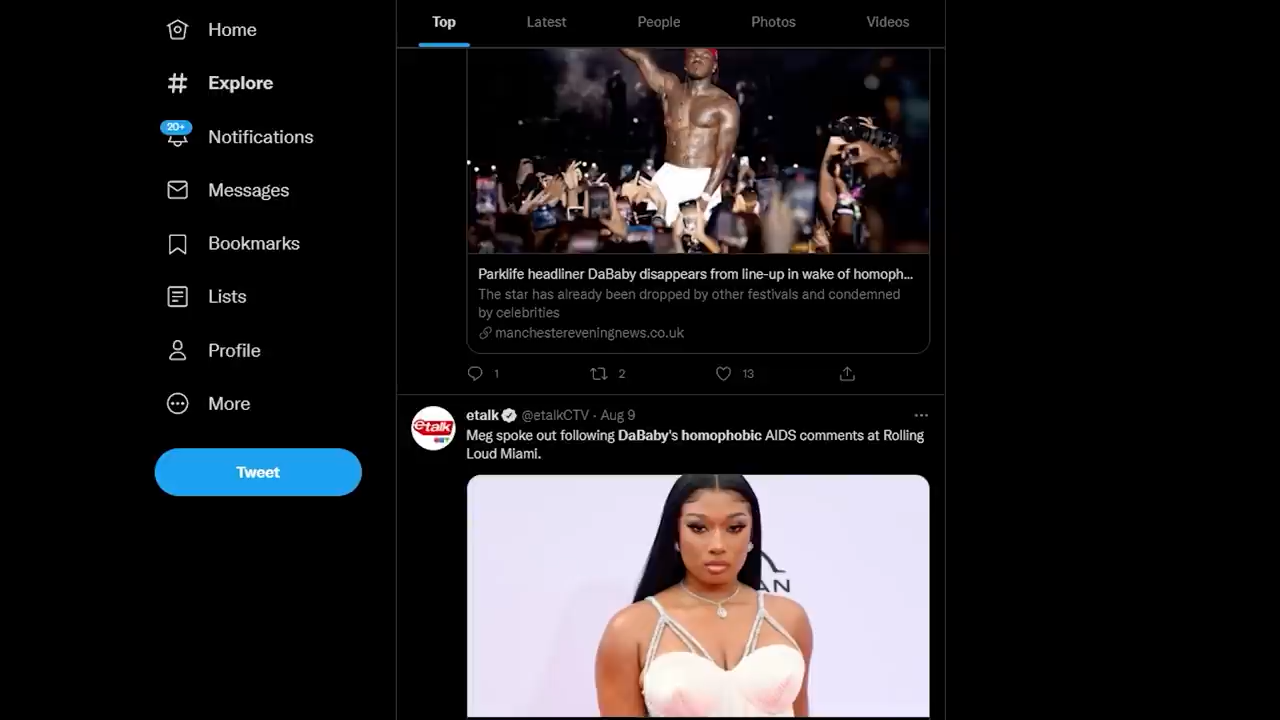 Home
Explore
20+
Notifications
Messages
Bookmarks
Lists
Profile
More
Tweet
Top Latest People Photos Videos
Parklife headliner DaBaby disappears from line-up in wake of homoph...
The star has already been dropped by other festivals and condemned
by celebrities
manchestereveningnews.co.uk
1 2 13
etalk @etalkCTV · Aug 9
etalk
Meg spoke out following DaBaby's homophobic AIDS comments at Rolling
Loud Miami.
AN